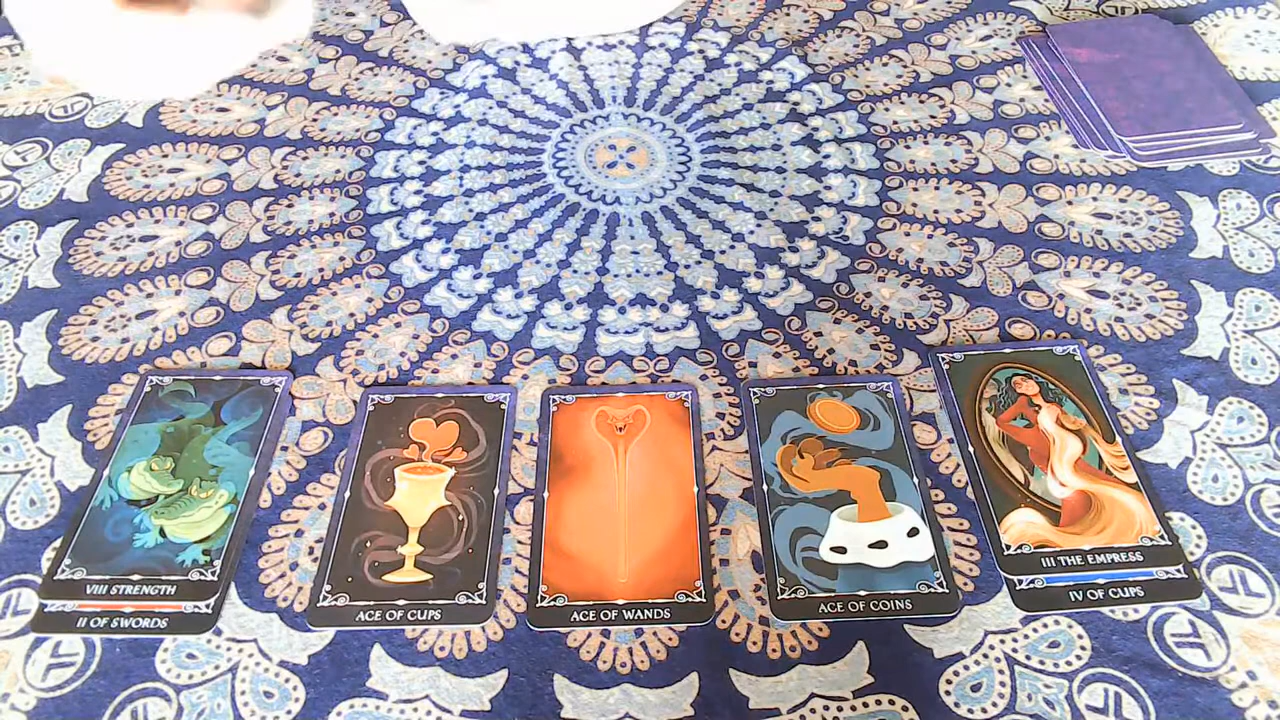 VIII STRENGTH
II OF SWORDS
ACE OF CUPS
ACE OF WANDS
ACE OF COINS
III THE EMPRESS
IV OF CUPS